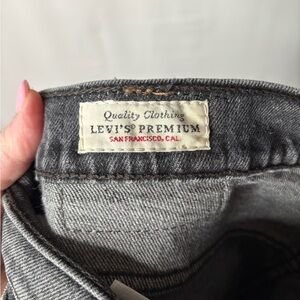 Quality Clothing
LEVI'S® PREMIUM
SAN FRANCISCO, CAL.